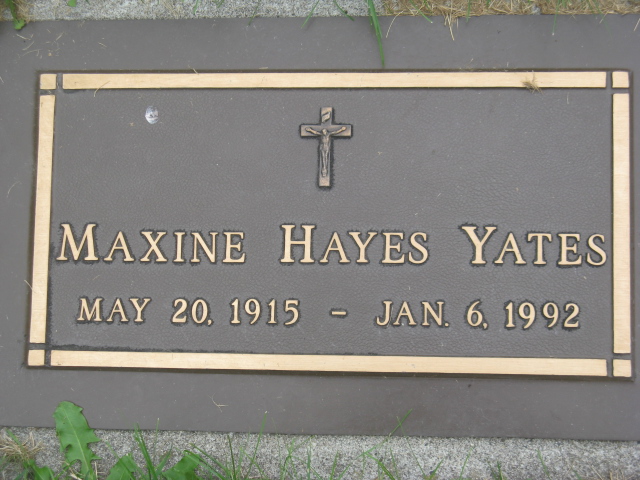 MAXINE HAYES YATES
MAY 20, 1915 - JAN. 6, 1992